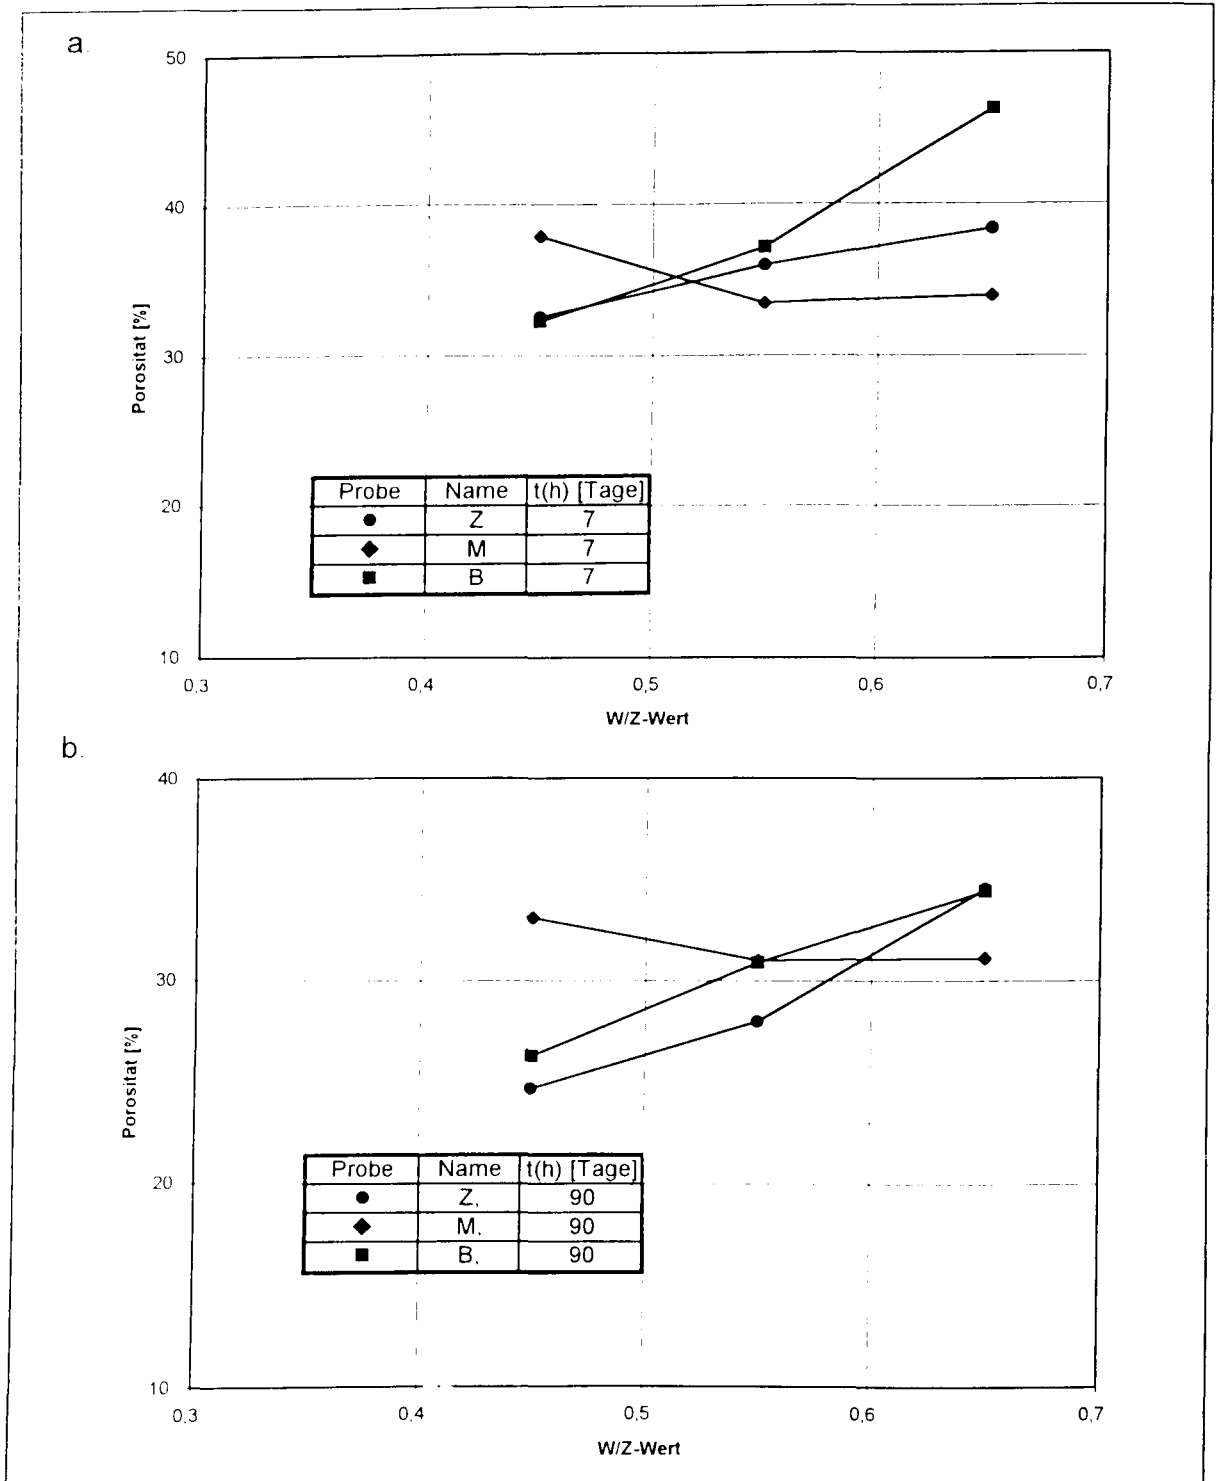 a.
50
40
30
20
10
Porositat [%]
Probe Name t(h) [Tage]
Z 7
M 7
B 7
0,3 0,4 0,5 0,6 0,7
W/Z-Wert
b.
40
30
20
10
Porositat [%]
Probe Name t(h) [Tage]
Z, 90
M, 90
B, 90
0,3 0,4 0,5 0,6 0,7
W/Z-Wert